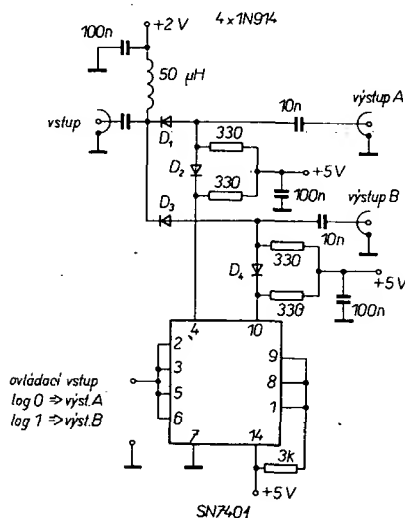 4 x 1N914
+2 V
100n
50 µH
vstup
D1
10n
výstup A
330
D2
330
+5 V
100n
D3
výstup B
10n
330
D4
330
+5 V
100n
4
10
2
3
5
6
9
8
1
7
14
ovládací vstup
log 0 ⇒ výst. A
log 1 ⇒ výst. B
3k
+5 V
SN7401